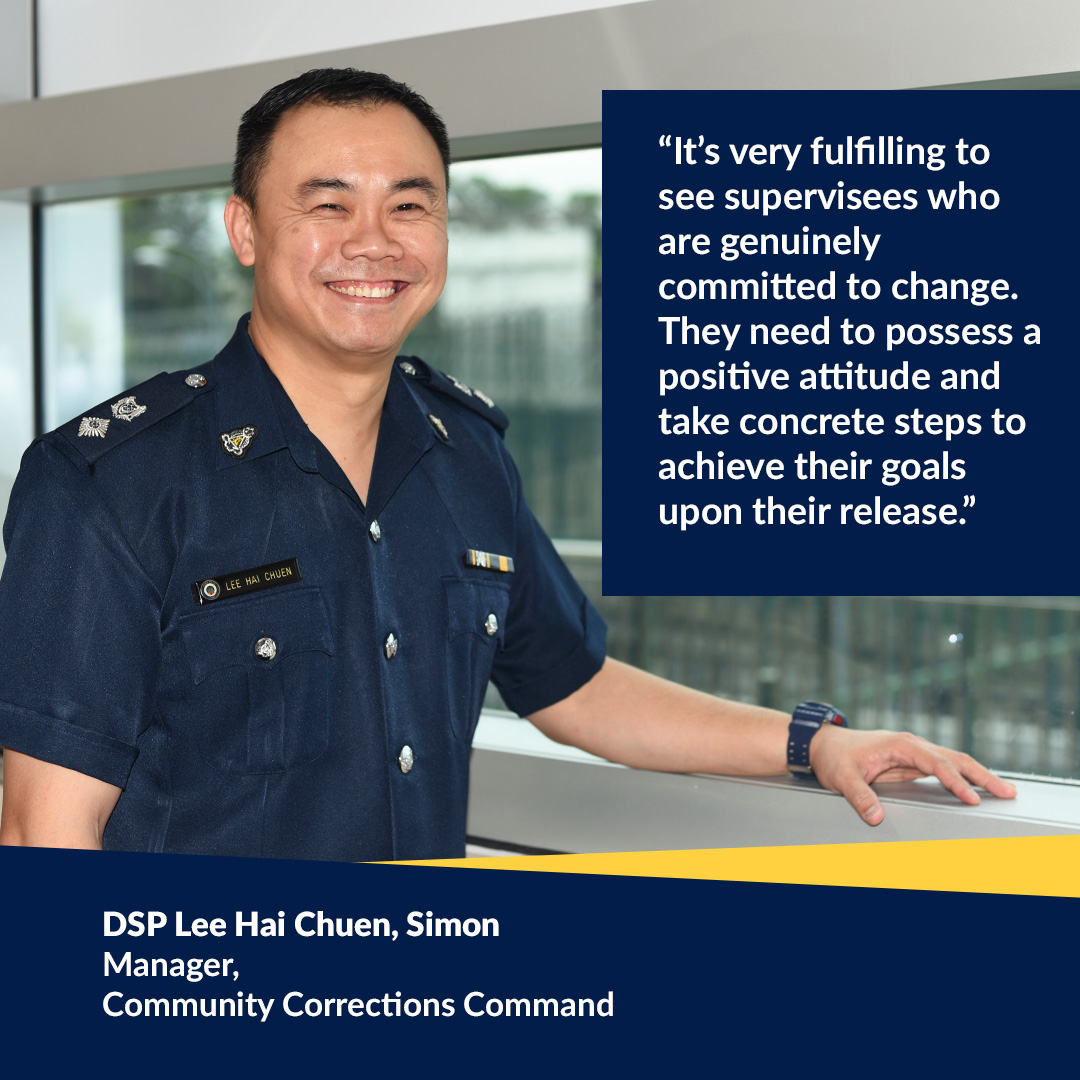 “It’s very fulfilling to
see supervisees who
are genuinely
committed to change.
They need to possess a
positive attitude and
take concrete steps to
achieve their goals
upon their release.”
LEE HAI CHUEN
DSP Lee Hai Chuen, Simon
Manager,
Community Corrections Command